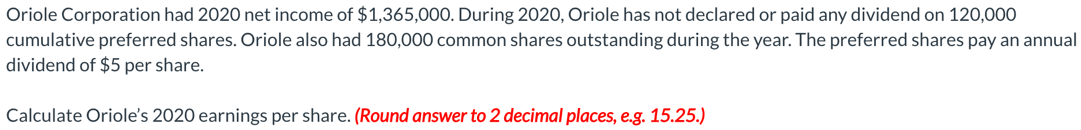 Oriole Corporation had 2020 net income of $1,365,000. During 2020, Oriole has not declared or paid any dividend on 120,000
cumulative preferred shares. Oriole also had 180,000 common shares outstanding during the year. The preferred shares pay an annual
dividend of $5 per share.
Calculate Oriole's 2020 earnings per share. (Round answer to 2 decimal places, e.g. 15.25.)